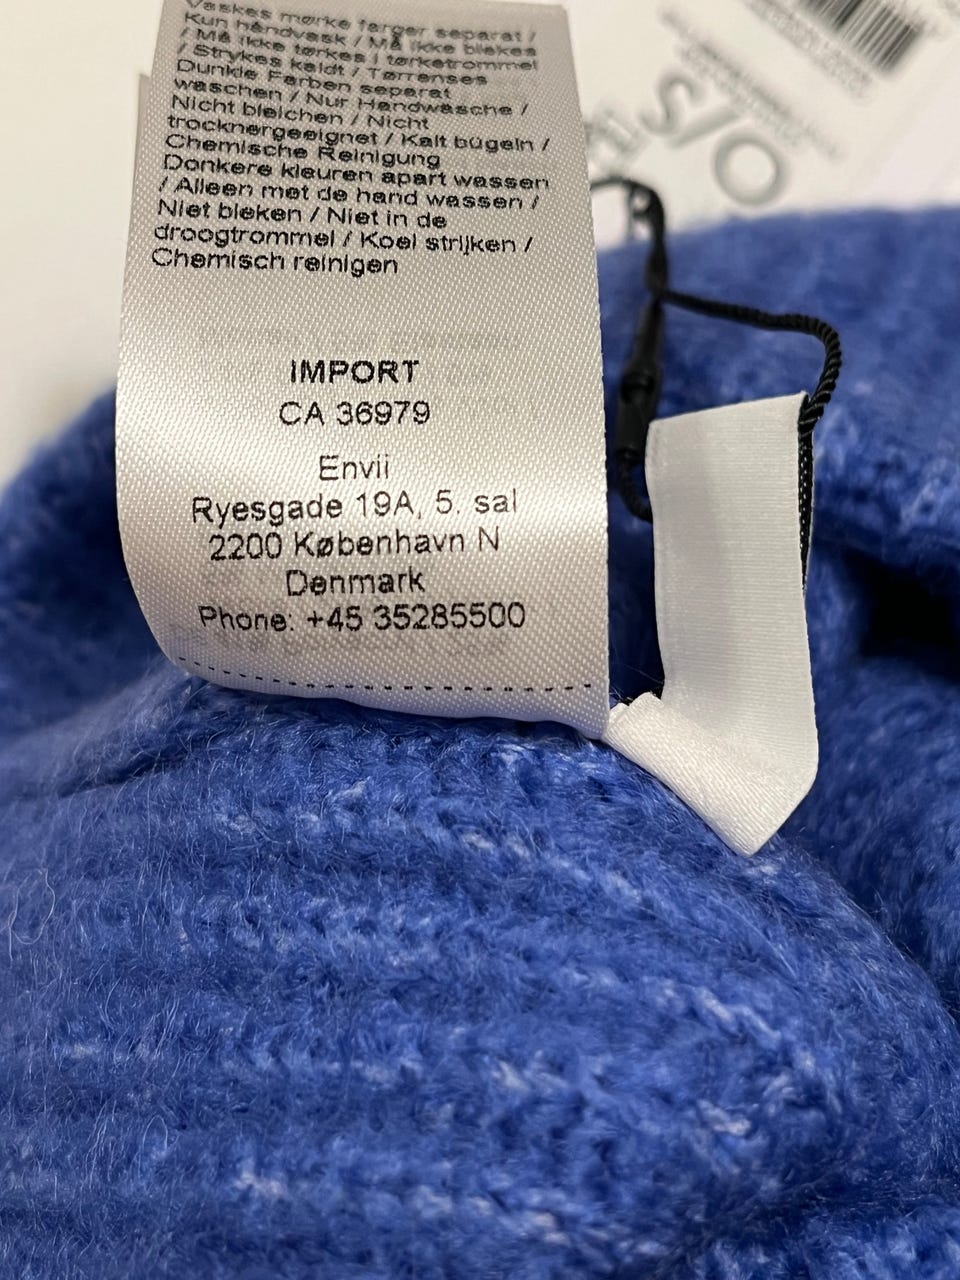 Vaskes mørke farger separat /
Kun håndvask / Må ikke blekes
/ Må ikke tørkes i tørketrommel
/ Strykes kaldt / Tørrenses
Dunkle Farben separat
waschen / Nur Handwäsche /
Nicht bleichen / Nicht
trocknergeeignet / Kalt bügeln /
Chemische Reinigung
Donkere kleuren apart wassen
/ Alleen met de hand wassen /
Niet bleken / Niet in de
droogtrommel / Koel strijken /
Chemisch reinigen
IMPORT
CA 36979
Envii
Ryesgade 19A, 5. sal
2200 København N
Denmark
Phone: +45 35285500
S/O